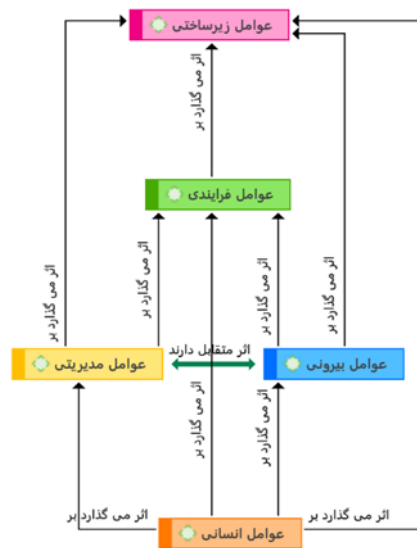 عوامل زیرساختی
اثر می گذارد بر
عوامل فرایندی
اثر می گذارد بر
اثر می گذارد بر
اثر می گذارد بر
اثر می گذارد بر
اثر متقابل دارند
عوامل بیرونی
عوامل مدیریتی
اثر می گذارد بر
اثر می گذارد بر
اثر می گذارد بر
اثر می گذارد بر
عوامل انسانی